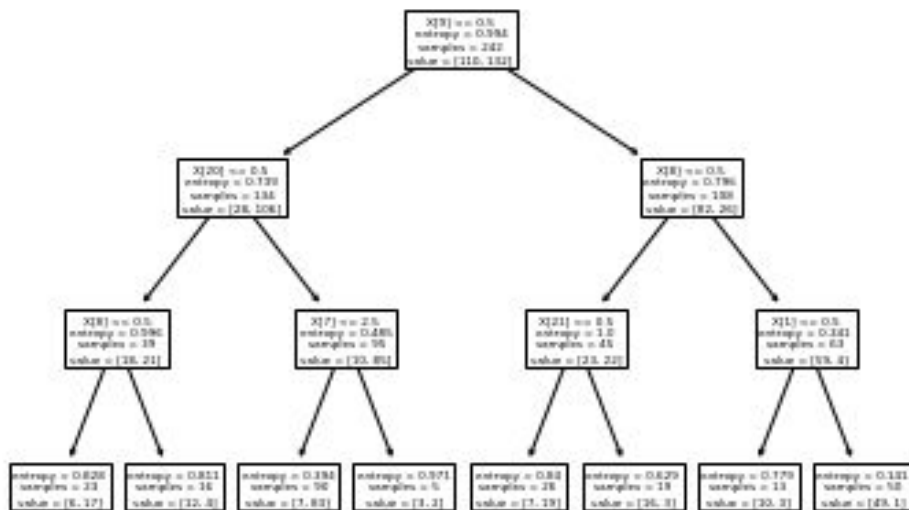 X[9] <= 0.5
entropy = 0.994
samples = 242
value = [110, 132]
X[20] <= 0.5
entropy = 0.739
samples = 134
value = [28, 106]
X[8] <= 0.5
entropy = 0.796
samples = 108
value = [82, 26]
X[8] <= 0.5
entropy = 0.996
samples = 39
value = [18, 21]
X[7] <= 2.5
entropy = 0.485
samples = 95
value = [10, 85]
X[21] <= 0.5
entropy = 1.0
samples = 45
value = [23, 22]
X[1] <= 0.5
entropy = 0.341
samples = 63
value = [59, 4]
entropy = 0.828
samples = 23
value = [6, 17]
entropy = 0.811
samples = 16
value = [12, 4]
entropy = 0.394
samples = 90
value = [7, 83]
entropy = 0.971
samples = 5
value = [3, 2]
entropy = 0.84
samples = 26
value = [7, 19]
entropy = 0.629
samples = 19
value = [16, 3]
entropy = 0.779
samples = 13
value = [10, 3]
entropy = 0.141
samples = 50
value = [49, 1]